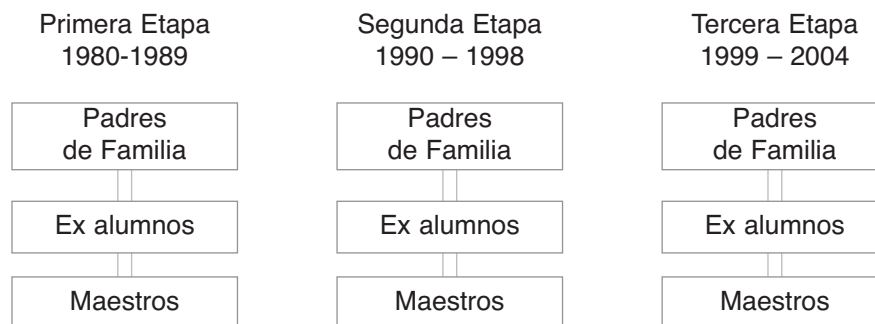 Primera Etapa
1980-1989
Padres
de Familia
Ex alumnos
Maestros
Segunda Etapa
1990 – 1998
Padres
de Familia
Ex alumnos
Maestros
Tercera Etapa
1999 – 2004
Padres
de Familia
Ex alumnos
Maestros